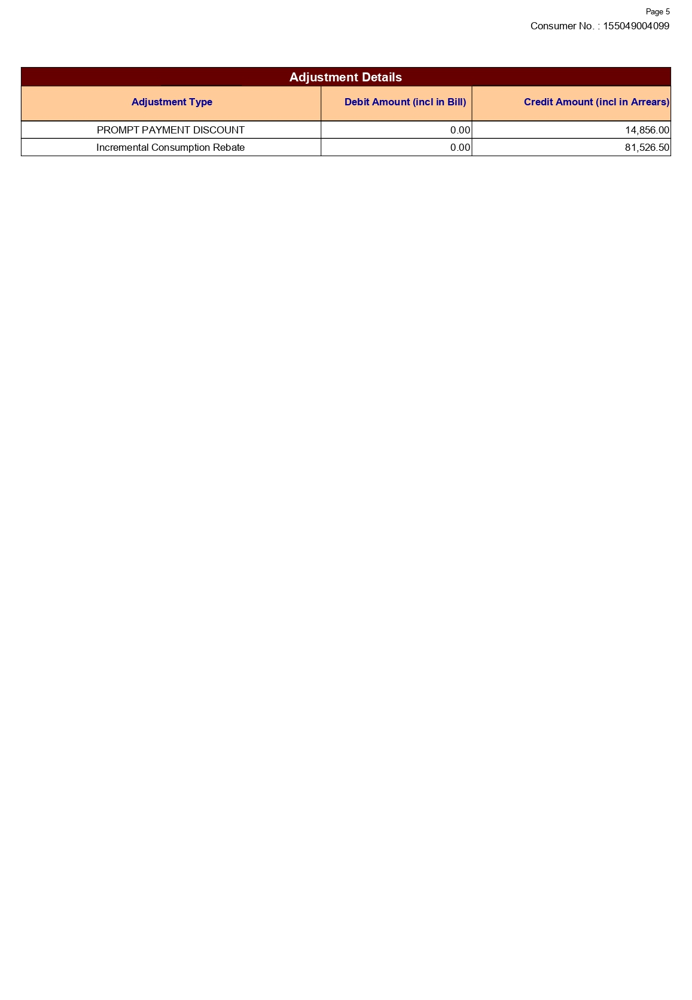 Page 5
Consumer No. : 155049004099
Adjustment Details
Adjustment Type Debit Amount (incl in Bill) Credit Amount (incl in Arrears)
PROMPT PAYMENT DISCOUNT 0.00 14,856.00
Incremental Consumption Rebate 0.00 81,526.50